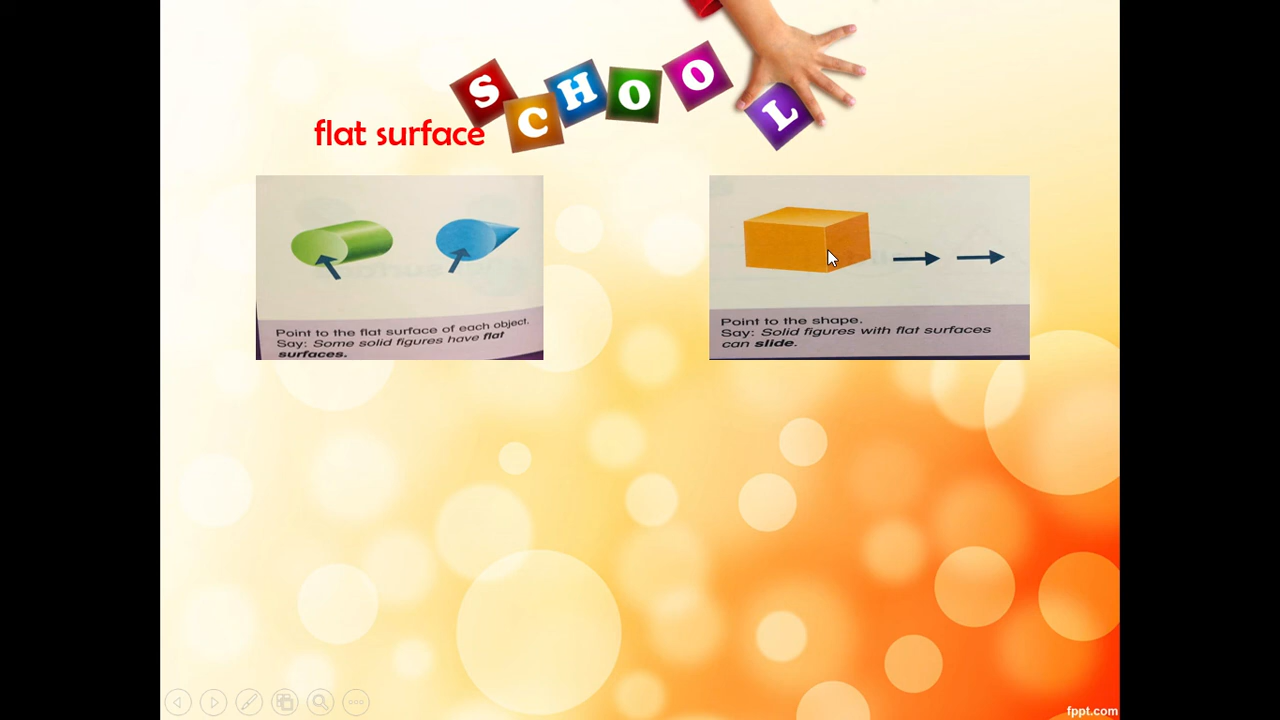 SCHOOL
flat surface
Point to the flat surface of each object.
Say: Some solid figures have flat
surfaces.
Point to the shape.
Say: Solid figures with flat surfaces
can slide.
fppt.com